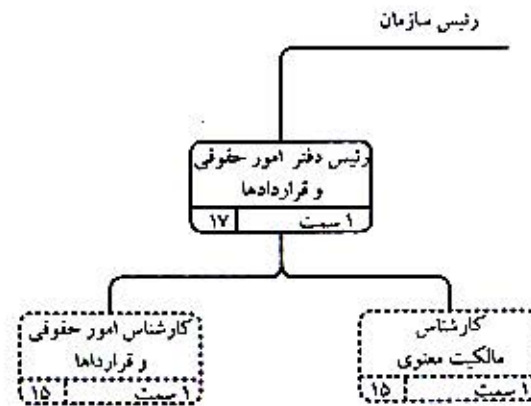 رئیس سازمان
رئیس دفتر امور حقوقی
و قراردادها
۱ سمت ۱۷
کارشناس
مالکیت معنوی
۱ سمت ۱۵
کارشناس امور حقوقی
و قرارداها
۱ سمت ۱۵